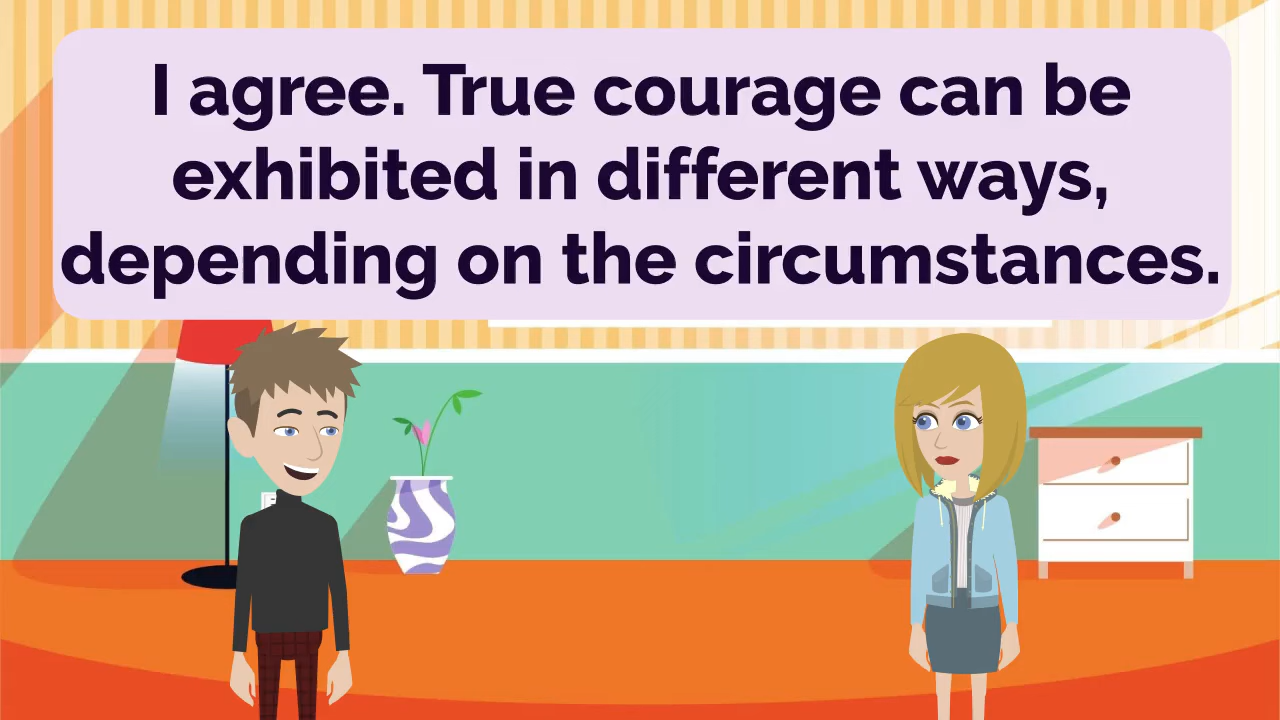 I agree. True courage can be
exhibited in different ways,
depending on the circumstances.